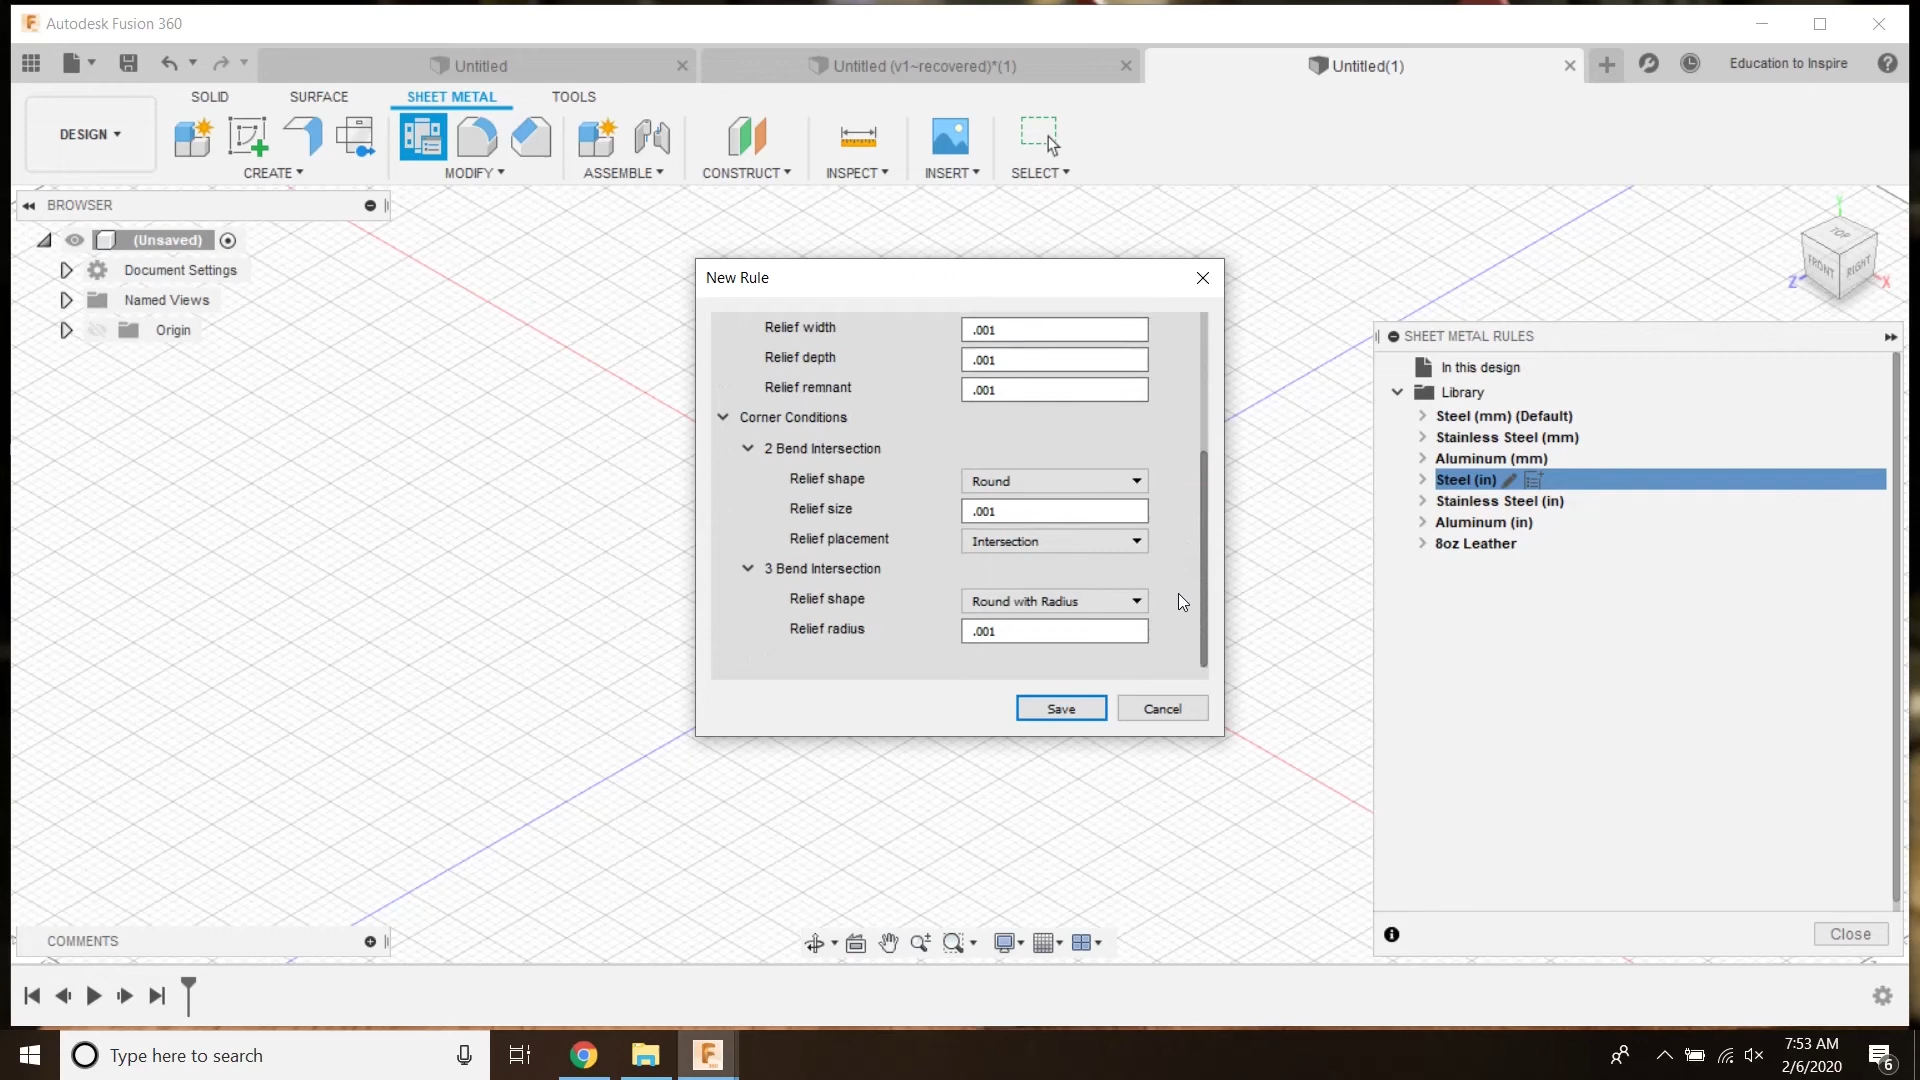 Autodesk Fusion 360
Untitled
Untitled (v1~recovered)*(1)
Untitled(1)
Education to Inspire
SOLID
SURFACE
SHEET METAL
TOOLS
DESIGN
CREATE
MODIFY
ASSEMBLE
CONSTRUCT
INSPECT
INSERT
SELECT
BROWSER
(Unsaved)
Document Settings
Named Views
Origin
TOP
FRONT
RIGHT
Y
Z
X
New Rule
Relief width
.001
Relief depth
.001
Relief remnant
.001
Corner Conditions
2 Bend Intersection
Relief shape
Round
Relief size
.001
Relief placement
Intersection
3 Bend Intersection
Relief shape
Round with Radius
Relief radius
.001
Save
Cancel
SHEET METAL RULES
In this design
Library
Steel (mm) (Default)
Stainless Steel (mm)
Aluminum (mm)
Steel (in)
Stainless Steel (in)
Aluminum (in)
8oz Leather
Close
COMMENTS
Type here to search
7:53 AM
2/6/2020
6